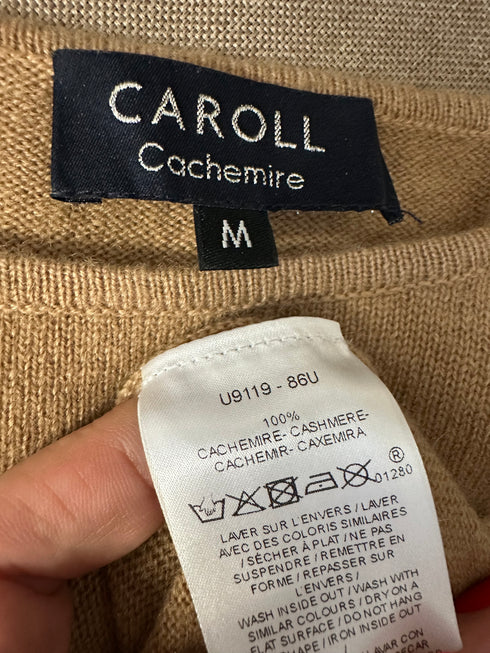 CAROLL
Cachemire
M
U9119 - 86U
100%
CACHEMIRE- CASHMERE-
CACHEMIR- CAXEMIRA
®
01280
LAVER SUR L'ENVERS / LAVER
AVEC DES COLORIS SIMILAIRES
/ SÉCHER À PLAT / NE PAS
SUSPENDRE / REMETTRE EN
FORME / REPASSER SUR
L'ENVERS /
WASH INSIDE OUT / WASH WITH
SIMILAR COLOURS / DRY ON A
FLAT SURFACE / DO NOT HANG
/ IRON INSIDE OUT